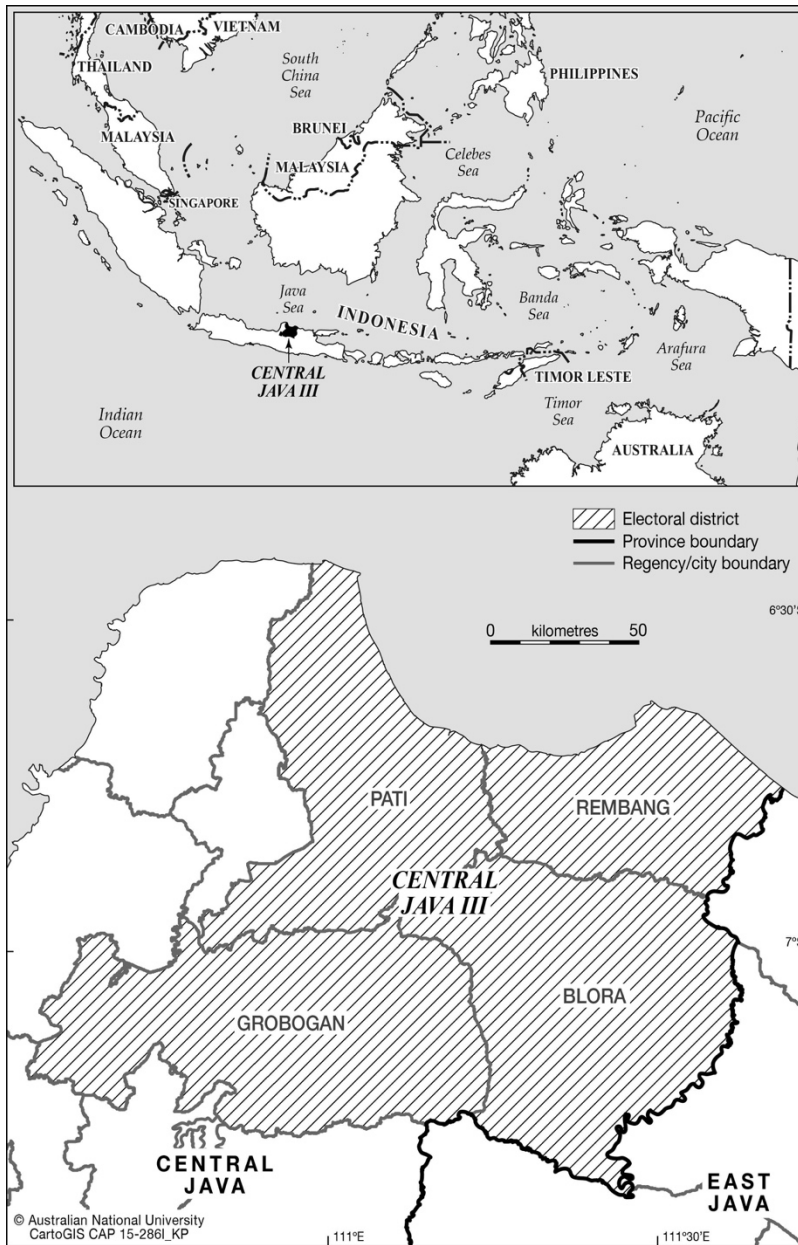 CAMBODIA
VIETNAM
THAILAND
South
China
Sea
PHILIPPINES
Pacific
Ocean
MALAYSIA
BRUNEI
MALAYSIA
Celebes
Sea
SINGAPORE
Java
Sea
INDONESIA
Banda
Sea
Arafura
Sea
CENTRAL
JAVA III
TIMOR LESTE
Timor
Sea
Indian
Ocean
AUSTRALIA
Electoral district
Province boundary
Regency/city boundary
0 kilometres 50
6°30'S
PATI
REMBANG
CENTRAL
JAVA III
7°S
BLORA
GROBOGAN
CENTRAL
JAVA
EAST
JAVA
© Australian National University
CartoGIS CAP 15-286I_KP
111°E
111°30'E